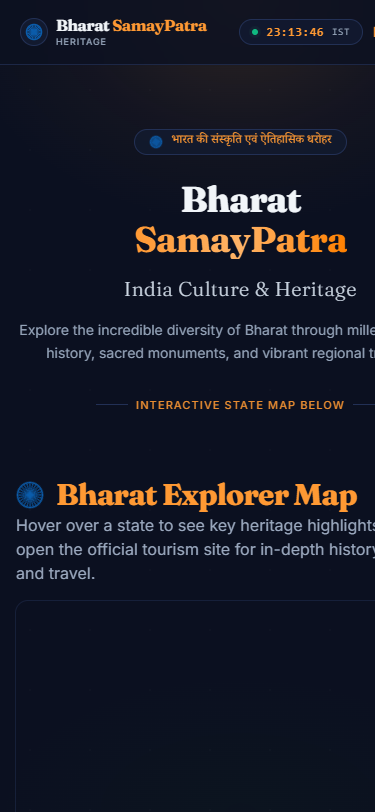 Bharat SamayPatra
HERITAGE
23:13:46 IST
भारत की संस्कृति एवं ऐतिहासिक धरोहर
Bharat
SamayPatra
India Culture & Heritage
Explore the incredible diversity of Bharat through
history, sacred monuments, and vibrant regional
INTERACTIVE STATE MAP BELOW
Bharat Explorer Map
Hover over a state to see key heritage highlights
open the official tourism site for in-depth history
and travel.